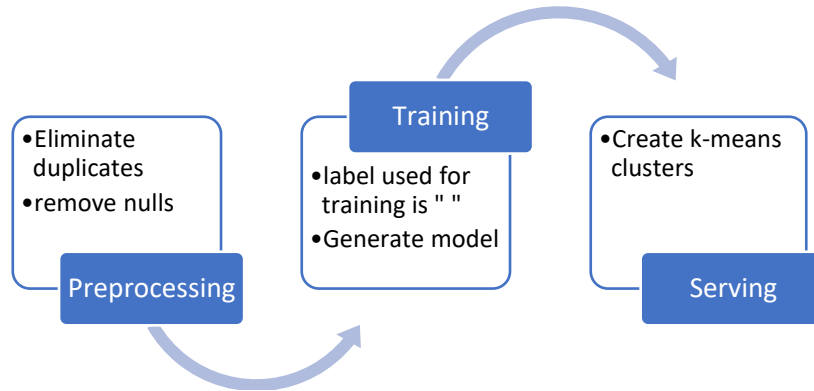 •Eliminate
duplicates
•remove nulls
Preprocessing
Training
•label used for
training is " "
•Generate model
•Create k-means
clusters
Serving